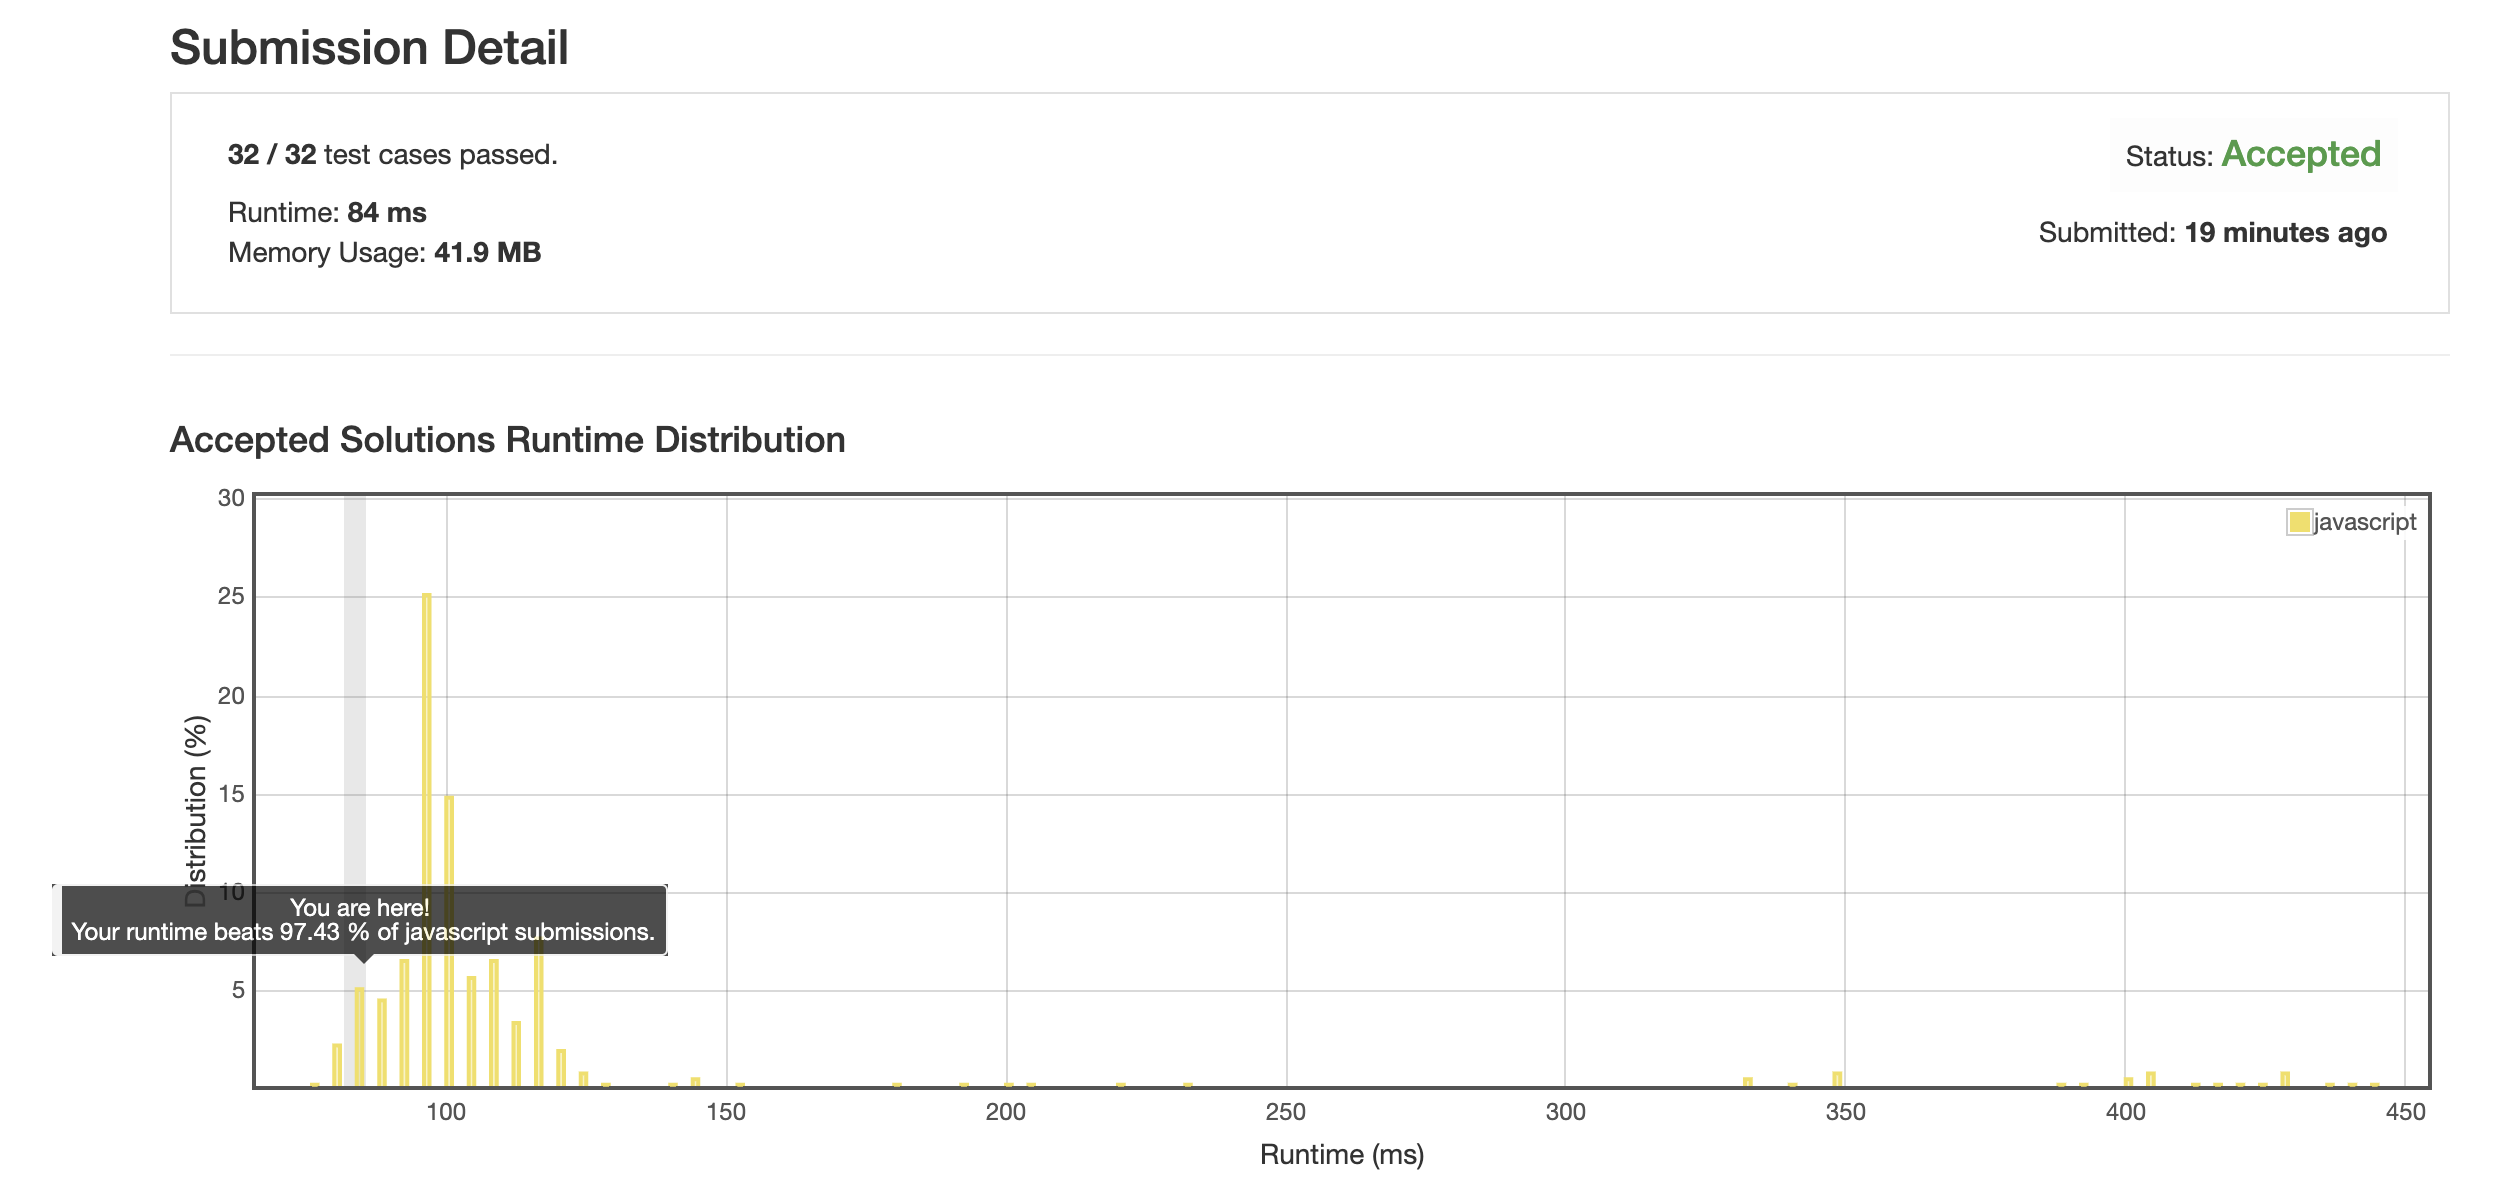 Submission Detail
32 / 32 test cases passed.
Status: Accepted
Runtime: 84 ms
Submitted: 19 minutes ago
Memory Usage: 41.9 MB
Accepted Solutions Runtime Distribution
30
javascript
25
20
15
Distribution (%)
10
You are here!
Your runtime beats 97.43 % of javascript submissions.
5
100 150 200 250 300 350 400 450
Runtime (ms)